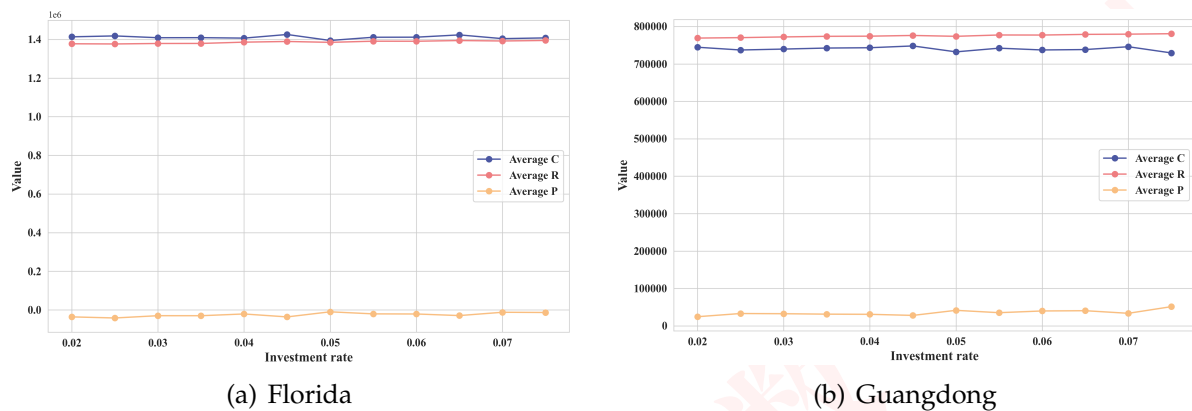 1e6
1.4
1.2
1.0
0.8
0.6
0.4
0.2
0.0
Value
0.02 0.03 0.04 0.05 0.06 0.07
Investment rate
Average C
Average R
Average P
(a) Florida
800000
700000
600000
500000
400000
300000
200000
100000
0
Value
0.02 0.03 0.04 0.05 0.06 0.07
Investment rate
Average C
Average R
Average P
(b) Guangdong